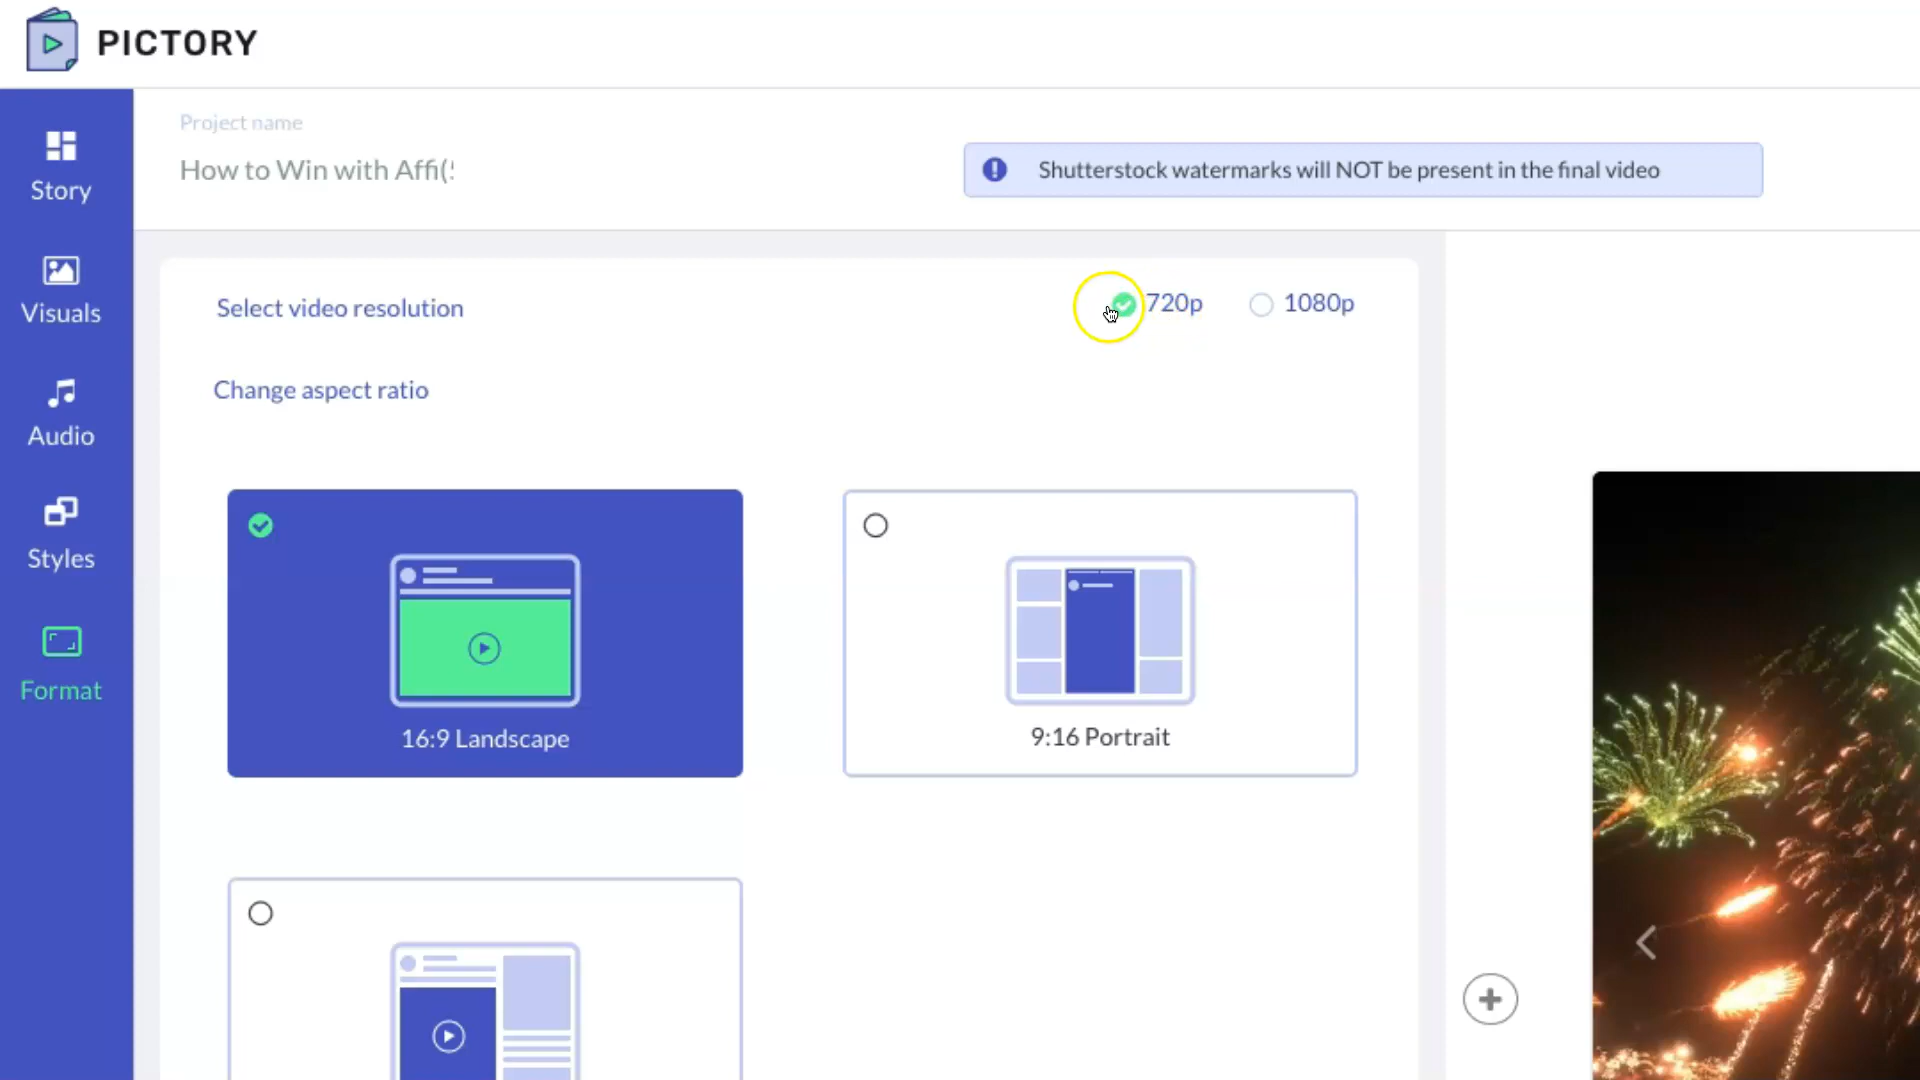 PICTORY
Project name
How to Win with Affi(
Shutterstock watermarks will NOT be present in the final video
Story
Visuals
Audio
Styles
Format
Select video resolution
720p
1080p
Change aspect ratio
16:9 Landscape
9:16 Portrait